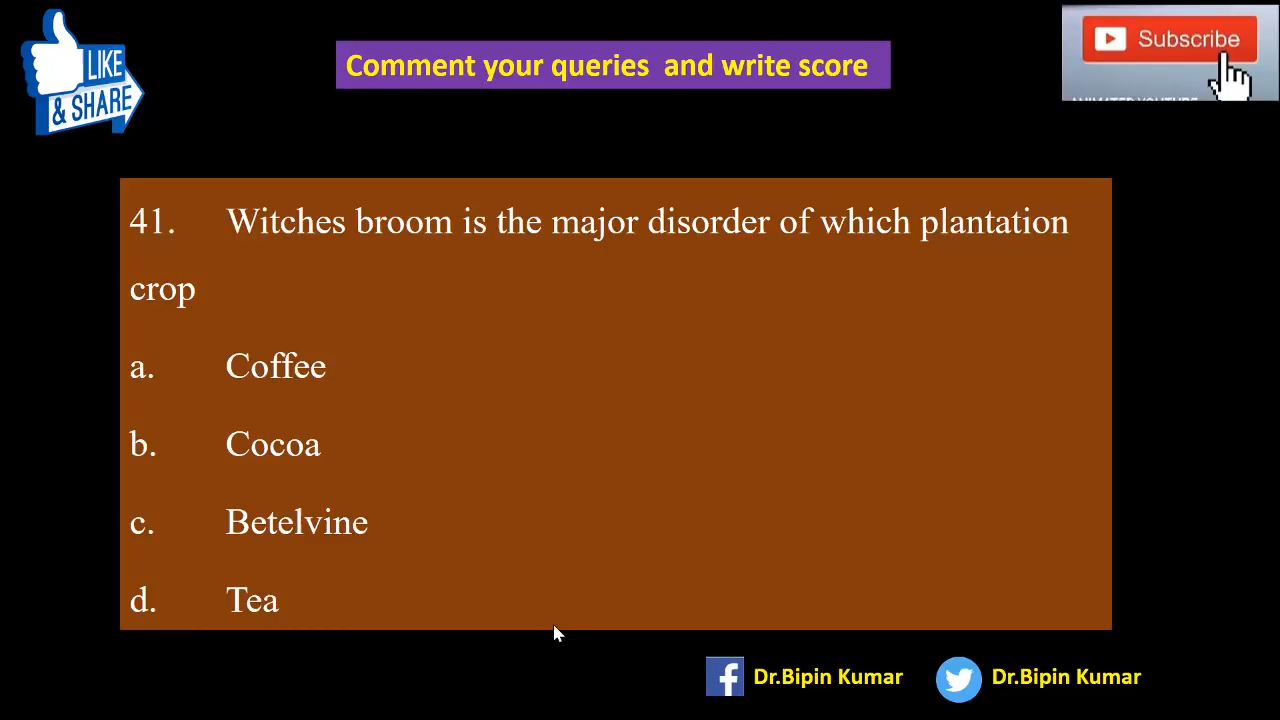 LIKE
& SHARE
Comment your queries and write score
Subscribe
41. Witches broom is the major disorder of which plantation
crop
a. Coffee
b. Cocoa
c. Betelvine
d. Tea
Dr.Bipin Kumar
Dr.Bipin Kumar